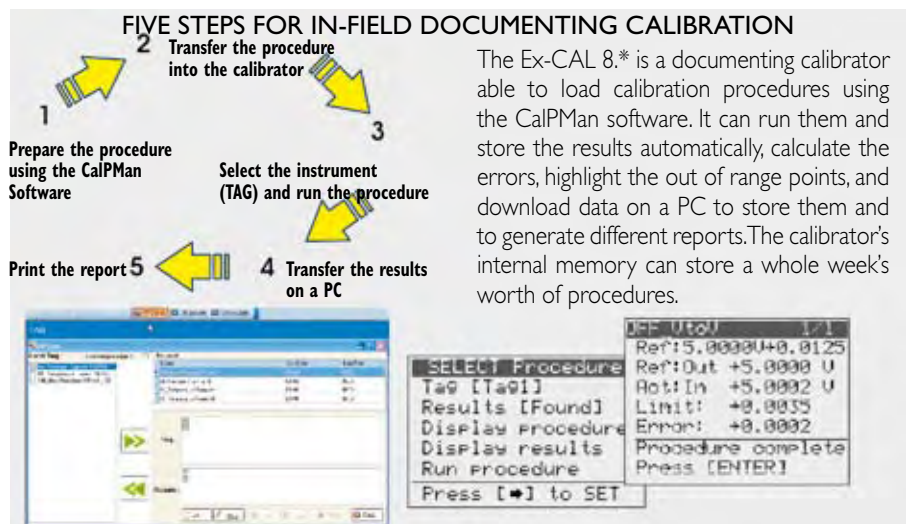 FIVE STEPS FOR IN-FIELD DOCUMENTING CALIBRATION
1
Prepare the procedure
using the CalPMan
Software
2
Transfer the procedure
into the calibrator
3
Select the instrument
(TAG) and run the procedure
4
Transfer the results
on a PC
Print the report 5
The Ex-CAL 8.* is a documenting calibrator
able to load calibration procedures using
the CalPMan software. It can run them and
store the results automatically, calculate the
errors, highlight the out of range points, and
download data on a PC to store them and
to generate different reports.The calibrator's
internal memory can store a whole week's
worth of procedures.
SELECT Procedure
Tag [Tag1]
Results [Found]
Display procedure
Display results
Run procedure
Press [➡] to SET
OFF VtoV 1/1
Ref:5.0000V+0.0125
Ref:Out +5.0000 V
Act:In +5.0002 V
Limit: +0.0035
Error: +0.0002
Procedure complete
Press [ENTER]